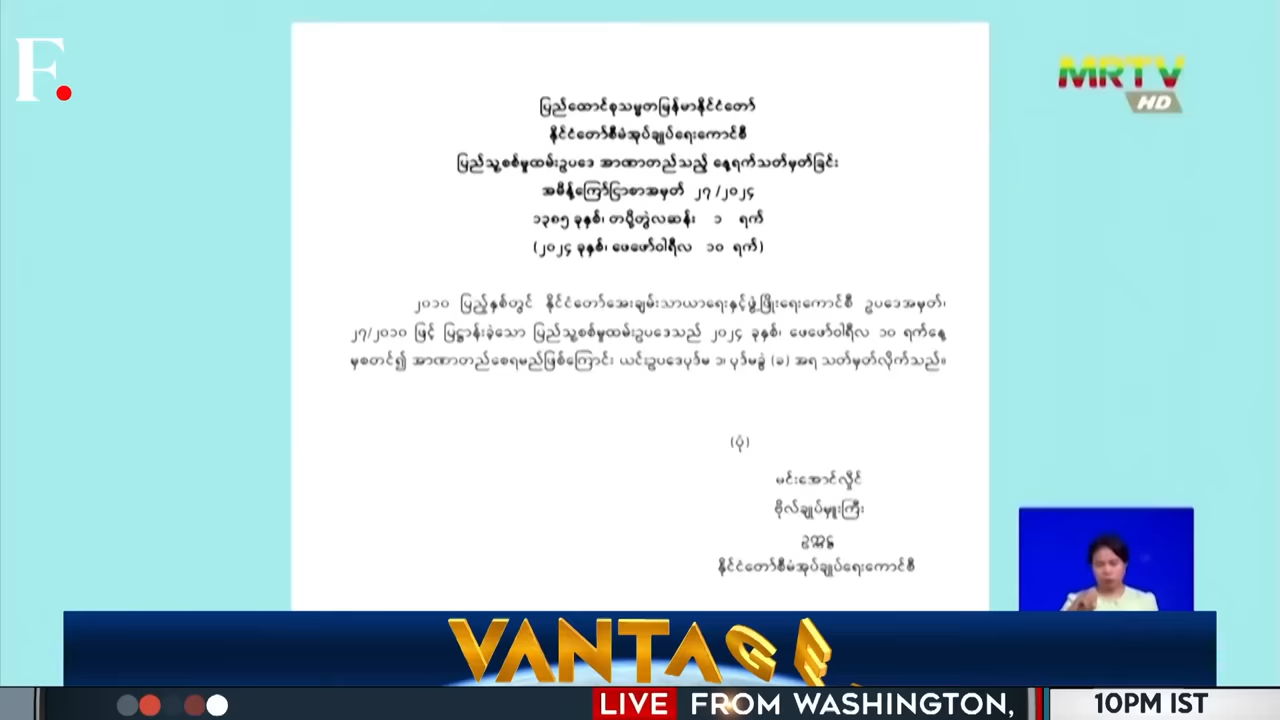 F.
MRTV
HD
ပြည်ထောင်စုသမ္မတမြန်မာနိုင်ငံတော်
နိုင်ငံတော်စီမံအုပ်ချုပ်ရေးကောင်စီ
ပြည်သူ့စစ်မှုထမ်းဥပဒေ အာဏာတည်သည့် နေ့ရက်သတ်မှတ်ခြင်း
အမိန့်ကြော်ငြာစာအမှတ် ၂၇ /၂၀၂၄
၁၃၈၅ ခုနှစ်၊ တပို့တွဲလဆန်း ၁ ရက်
(၂၀၂၄ ခုနှစ်၊ ဖေဖော်ဝါရီလ ၁၀ ရက်)
၂၀၁၀ ပြည့်နှစ်တွင် နိုင်ငံတော်အေးချမ်းသာယာရေးနှင့်ဖွံ့ဖြိုးရေးကောင်စီ ဥပဒေအမှတ်၊
၂၇/၂၀၁၀ ဖြင့် ပြဋ္ဌာန်းခဲ့သော ပြည်သူ့စစ်မှုထမ်းဥပဒေသည် ၂၀၂၄ ခုနှစ်၊ ဖေဖော်ဝါရီလ ၁၀ ရက်နေ့
မှစတင်၍ အာဏာတည်စေရမည်ဖြစ်ကြောင်း ယင်းဥပဒေပုဒ်မ ၁၊ ပုဒ်မခွဲ (ခ) အရ သတ်မှတ်လိုက်သည်။
(ပုံ)
မင်းအောင်လှိုင်
ဗိုလ်ချုပ်မှူးကြီး
ဥက္ကဋ္ဌ
နိုင်ငံတော်စီမံအုပ်ချုပ်ရေးကောင်စီ
VANTAGE
LIVE FROM WASHINGTON,
10PM IST